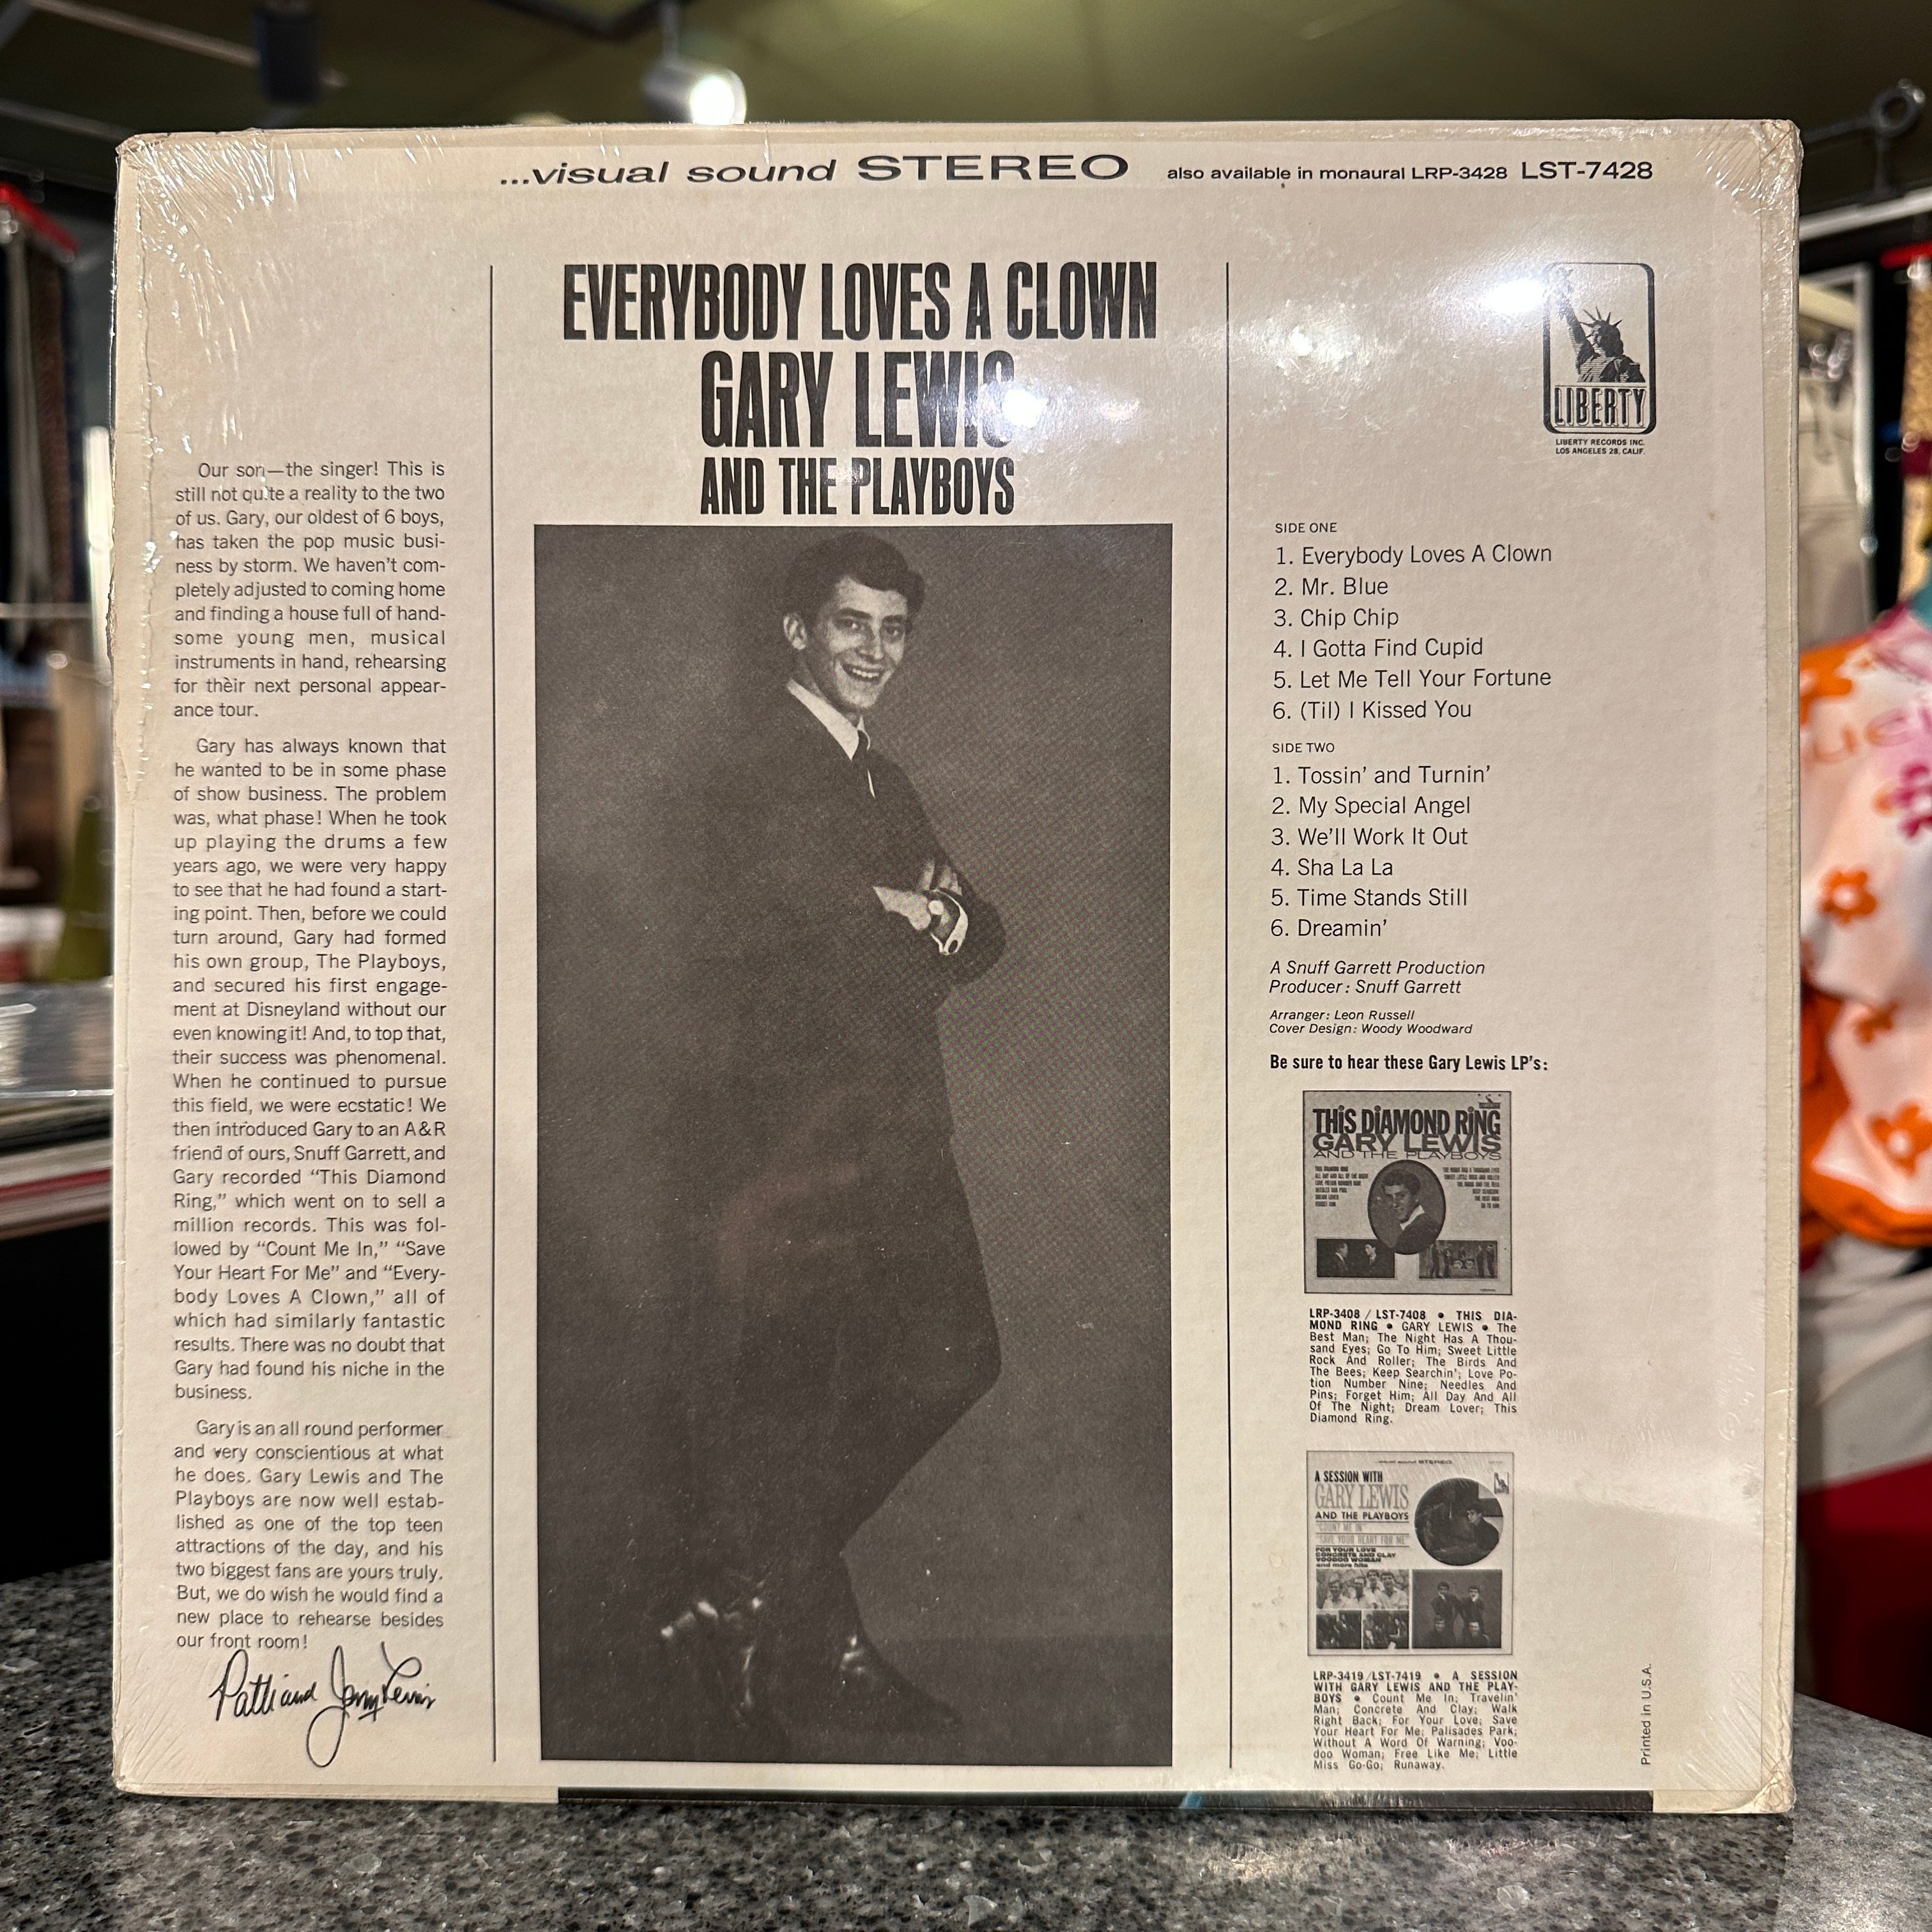 ...visual sound STEREO also available in monaural LRP-3428 LST-7428
EVERYBODY LOVES A CLOWN
GARY LEWIS
AND THE PLAYBOYS
Our son—the singer! This is
still not quite a reality to the two
of us. Gary, our oldest of 6 boys,
has taken the pop music busi-
ness by storm. We haven't com-
pletely adjusted to coming home
and finding a house full of hand-
some young men, musical
instruments in hand, rehearsing
for their next personal appear-
ance tour.
Gary has always known that
he wanted to be in some phase
of show business. The problem
was, what phase! When he took
up playing the drums a few
years ago, we were very happy
to see that he had found a start-
ing point. Then, before we could
turn around, Gary had formed
his own group, The Playboys,
and secured his first engage-
ment at Disneyland without our
even knowing it! And, to top that,
their success was phenomenal.
When he continued to pursue
this field, we were ecstatic! We
then introduced Gary to an A&R
friend of ours, Snuff Garrett, and
Gary recorded "This Diamond
Ring," which went on to sell a
million records. This was fol-
lowed by "Count Me In," "Save
Your Heart For Me" and "Every-
body Loves A Clown," all of
which had similarly fantastic
results. There was no doubt that
Gary had found his niche in the
business.
Gary is an all round performer
and very conscientious at what
he does. Gary Lewis and The
Playboys are now well estab-
lished as one of the top teen
attractions of the day, and his
two biggest fans are yours truly.
But, we do wish he would find a
new place to rehearse besides
our front room!
Patti and Jerry Lewis
LIBERTY
LIBERTY RECORDS INC.
LOS ANGELES 28, CALIF.
SIDE ONE
1. Everybody Loves A Clown
2. Mr. Blue
3. Chip Chip
4. I Gotta Find Cupid
5. Let Me Tell Your Fortune
6. (Til) I Kissed You
SIDE TWO
1. Tossin' and Turnin'
2. My Special Angel
3. We'll Work It Out
4. Sha La La
5. Time Stands Still
6. Dreamin'
A Snuff Garrett Production
Producer: Snuff Garrett
Arranger: Leon Russell
Cover Design: Woody Woodward
Be sure to hear these Gary Lewis LP's:
THIS DIAMOND RING
GARY LEWIS
AND THE PLAYBOYS
LRP-3408 / LST-7408 • THIS DIA-
MOND RING • GARY LEWIS • The
Best Man; The Night Has A Thou-
sand Eyes; Go To Him; Sweet Little
Rock And Roller; The Birds And
The Bees; Keep Searchin'; Love Po-
tion Number Nine; Needles And
Pins; Forget Him; All Day And All
Of The Night; Dream Lover; This
Diamond Ring.
A SESSION WITH
GARY LEWIS
AND THE PLAYBOYS
"COUNT ME IN"
"SAVE YOUR HEART FOR ME"
FOR YOUR LOVE
CONCRETE AND CLAY
VOODOO WOMAN
and more hits
LRP-3419/LST-7419 • A SESSION
WITH GARY LEWIS AND THE PLAY-
BOYS • Count Me In; Travelin'
Man; Concrete And Clay; Walk
Right Back; For Your Love; Save
Your Heart For Me; Palisades Park;
Without A Word Of Warning; Voo-
doo Woman; Free Like Me; Little
Miss Go-Go; Runaway.
Printed in U.S.A.